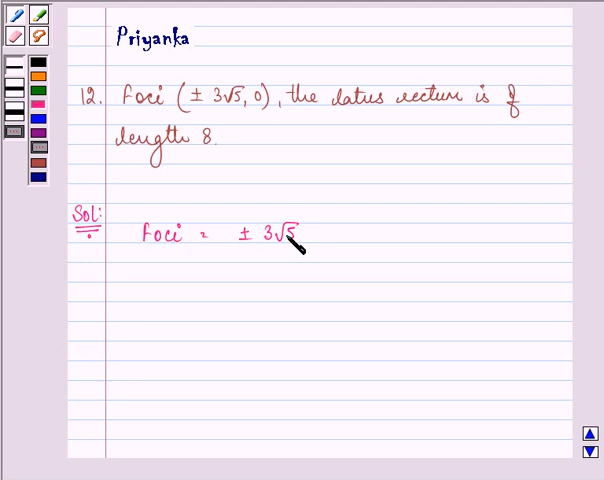 Priyanka
12. Foci (± 3√5, 0), the latus rectum is of
length 8.
Sol:
Foci = ± 3√5